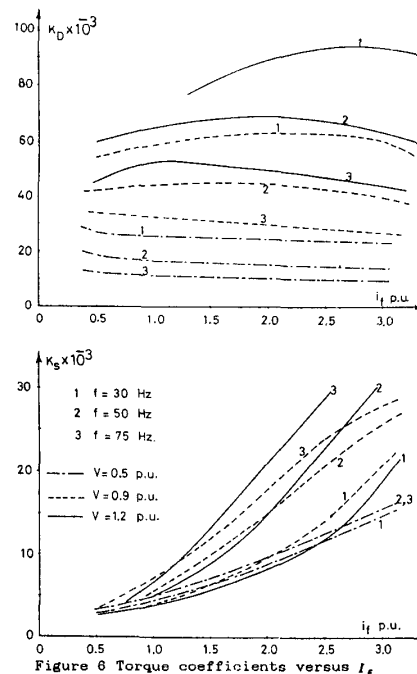 K_D x10^-3
100
80
60
40
20
0
1
2
1
3
2
3
1
2
3
i_f p.u.
0 0.5 1.0 1.5 2.0 2.5 3.0
K_S x10^-3
30
20
10
0
1 f = 30 Hz
2 f = 50 Hz
3 f = 75 Hz.
V=0.5 p.u.
V=0.9 p.u.
V=1.2 p.u.
3
2
3
2
1
1
2,3
1
i_f p.u.
0 0.5 1.0 1.5 2.0 2.5 3.0
Figure 6 Torque coefficients versus I_f